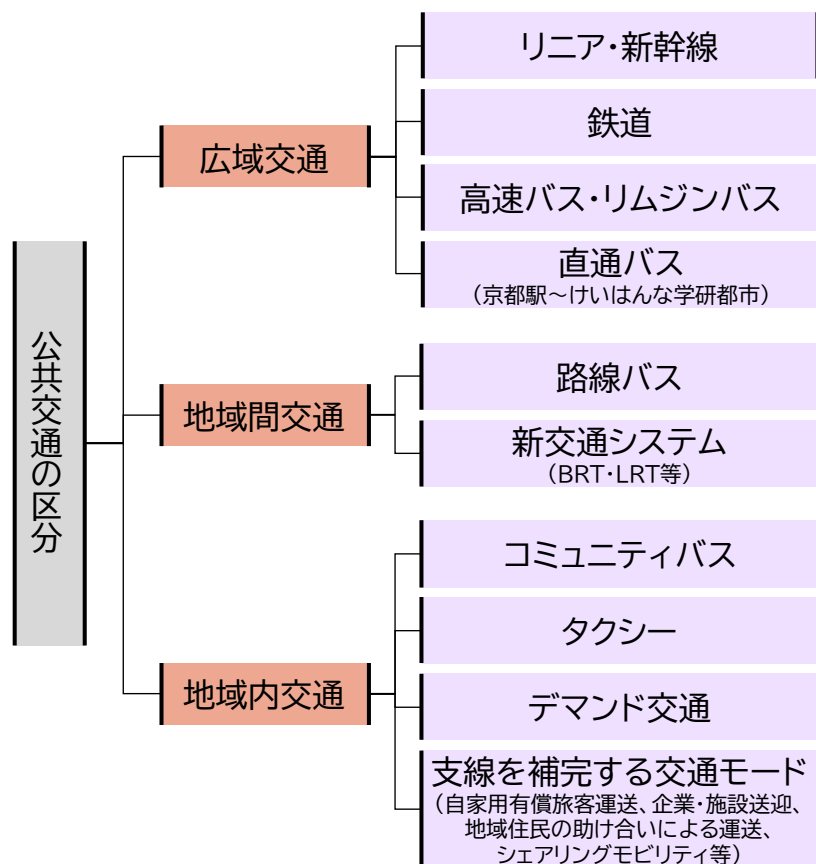 公共交通の区分
広域交通
リニア・新幹線
鉄道
高速バス・リムジンバス
直通バス
（京都駅～けいはんな学研都市）
地域間交通
路線バス
新交通システム
（BRT・LRT等）
地域内交通
コミュニティバス
タクシー
デマンド交通
支線を補完する交通モード
（自家用有償旅客運送、企業・施設送迎、
地域住民の助け合いによる運送、
シェアリングモビリティ等）